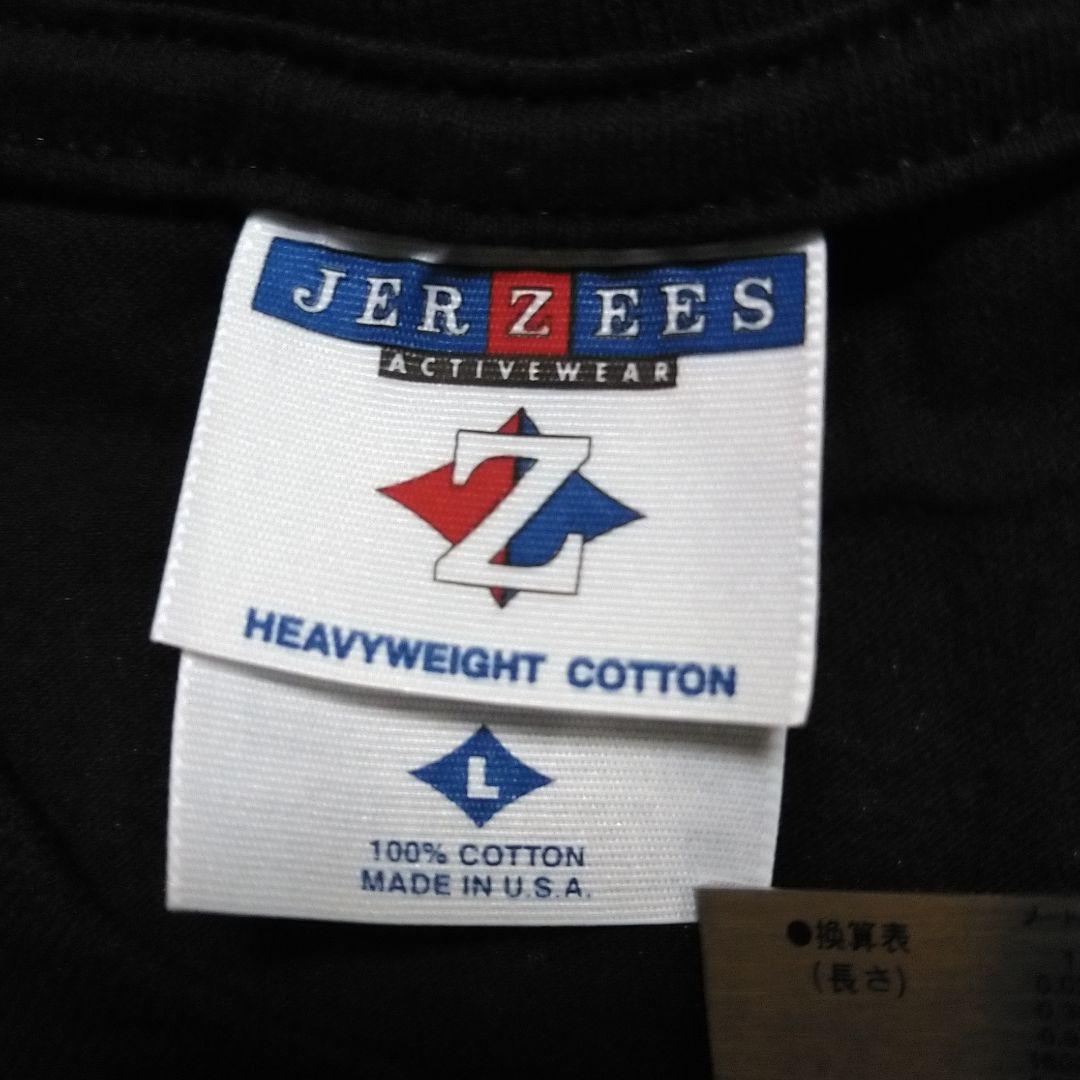 JERZEES
ACTIVEWEAR
Z
HEAVYWEIGHT COTTON
L
100% COTTON
MADE IN U.S.A.
●換算表
(長さ)